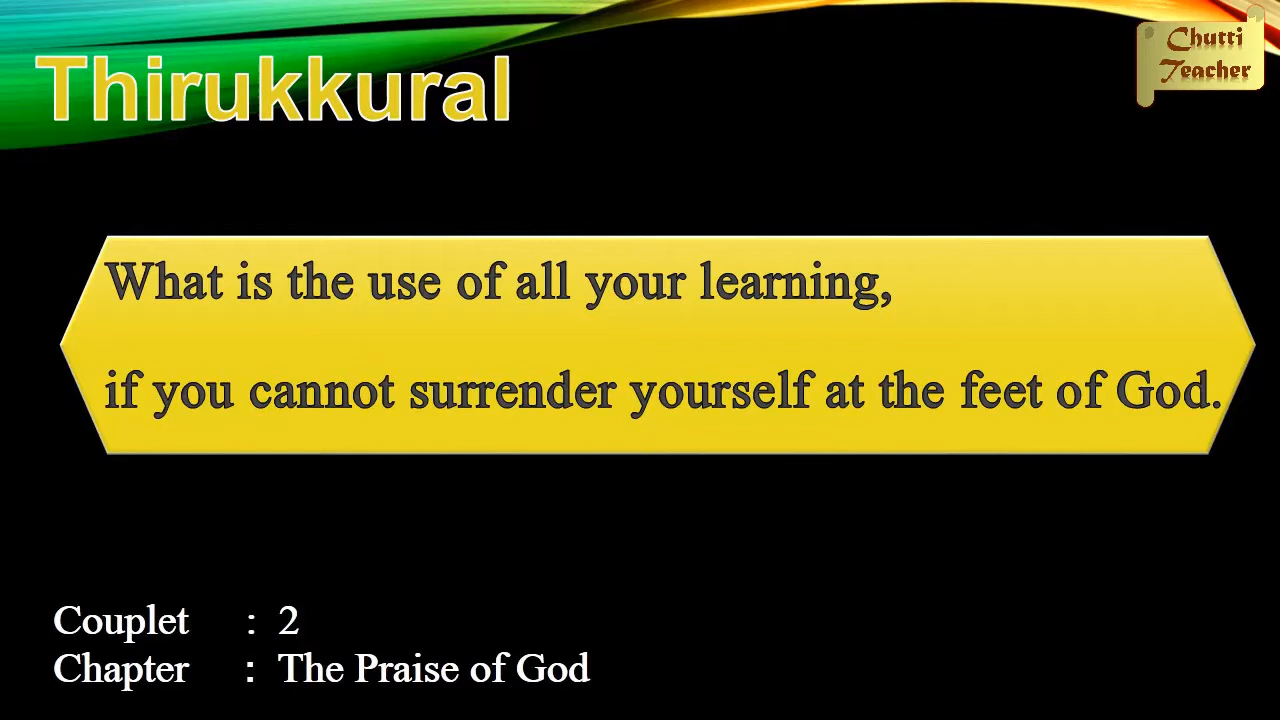 Thirukkural
Chutti
Teacher
What is the use of all your learning,
if you cannot surrender yourself at the feet of God.
Couplet : 2
Chapter : The Praise of God